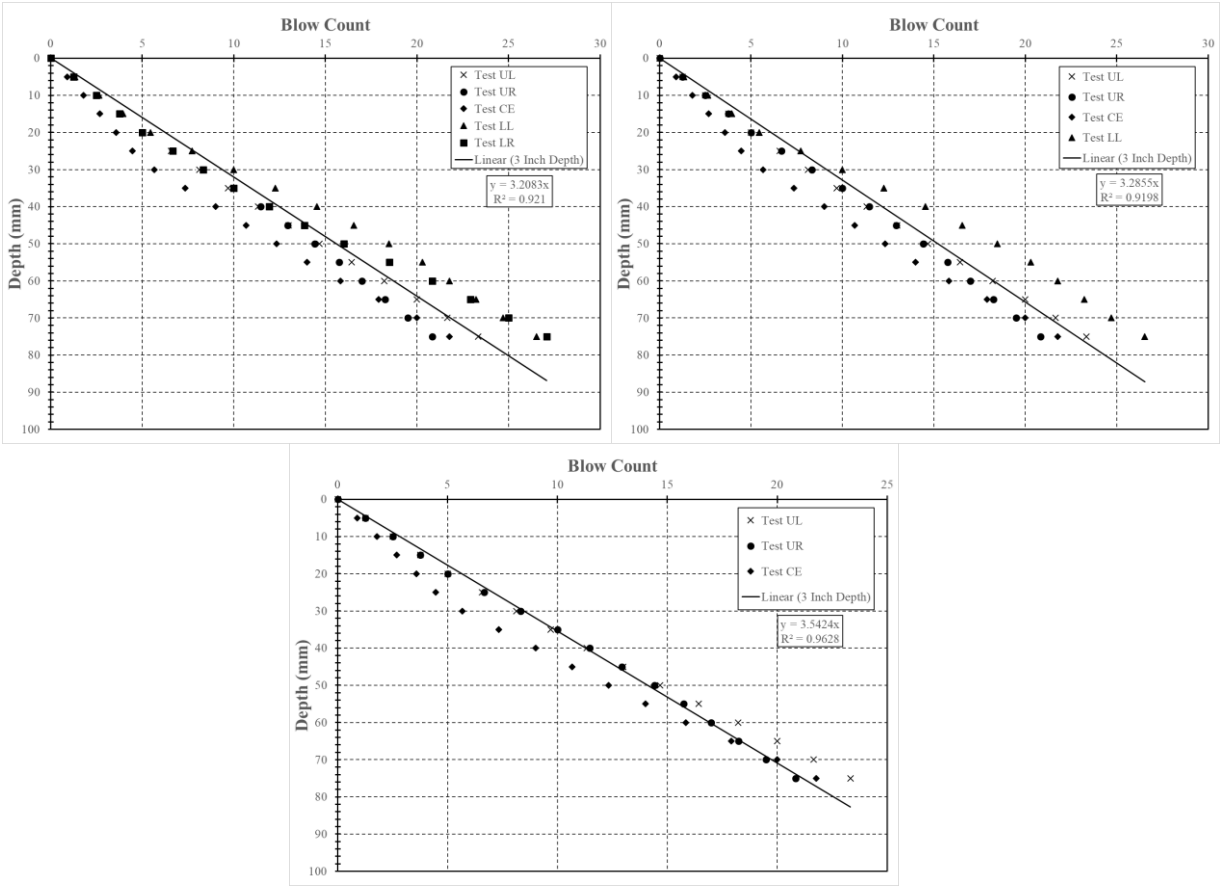 Blow Count
0 5 10 15 20 25 30
0
10
20
30
40
50
60
70
80
90
100
Depth (mm)
Test UL
Test UR
Test CE
Test LL
Test LR
Linear (3 Inch Depth)
y = 3.2083x
R² = 0.921
Blow Count
0 5 10 15 20 25 30
0
10
20
30
40
50
60
70
80
90
100
Depth (mm)
Test UL
Test UR
Test CE
Test LL
Linear (3 Inch Depth)
y = 3.2855x
R² = 0.9198
Blow Count
0 5 10 15 20 25
0
10
20
30
40
50
60
70
80
90
100
Depth (mm)
Test UL
Test UR
Test CE
Linear (3 Inch Depth)
y = 3.5424x
R² = 0.9628